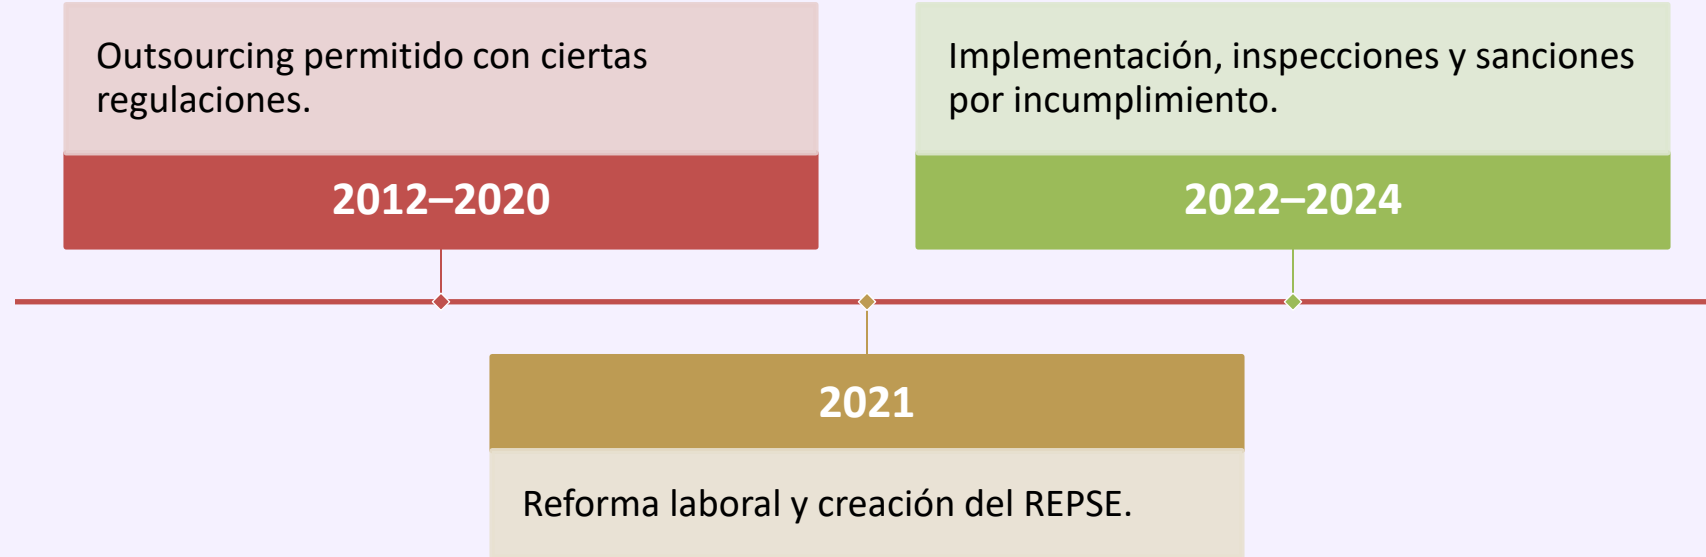 Outsourcing permitido con ciertas
regulaciones.
2012–2020
Implementación, inspecciones y sanciones
por incumplimiento.
2022–2024
2021
Reforma laboral y creación del REPSE.